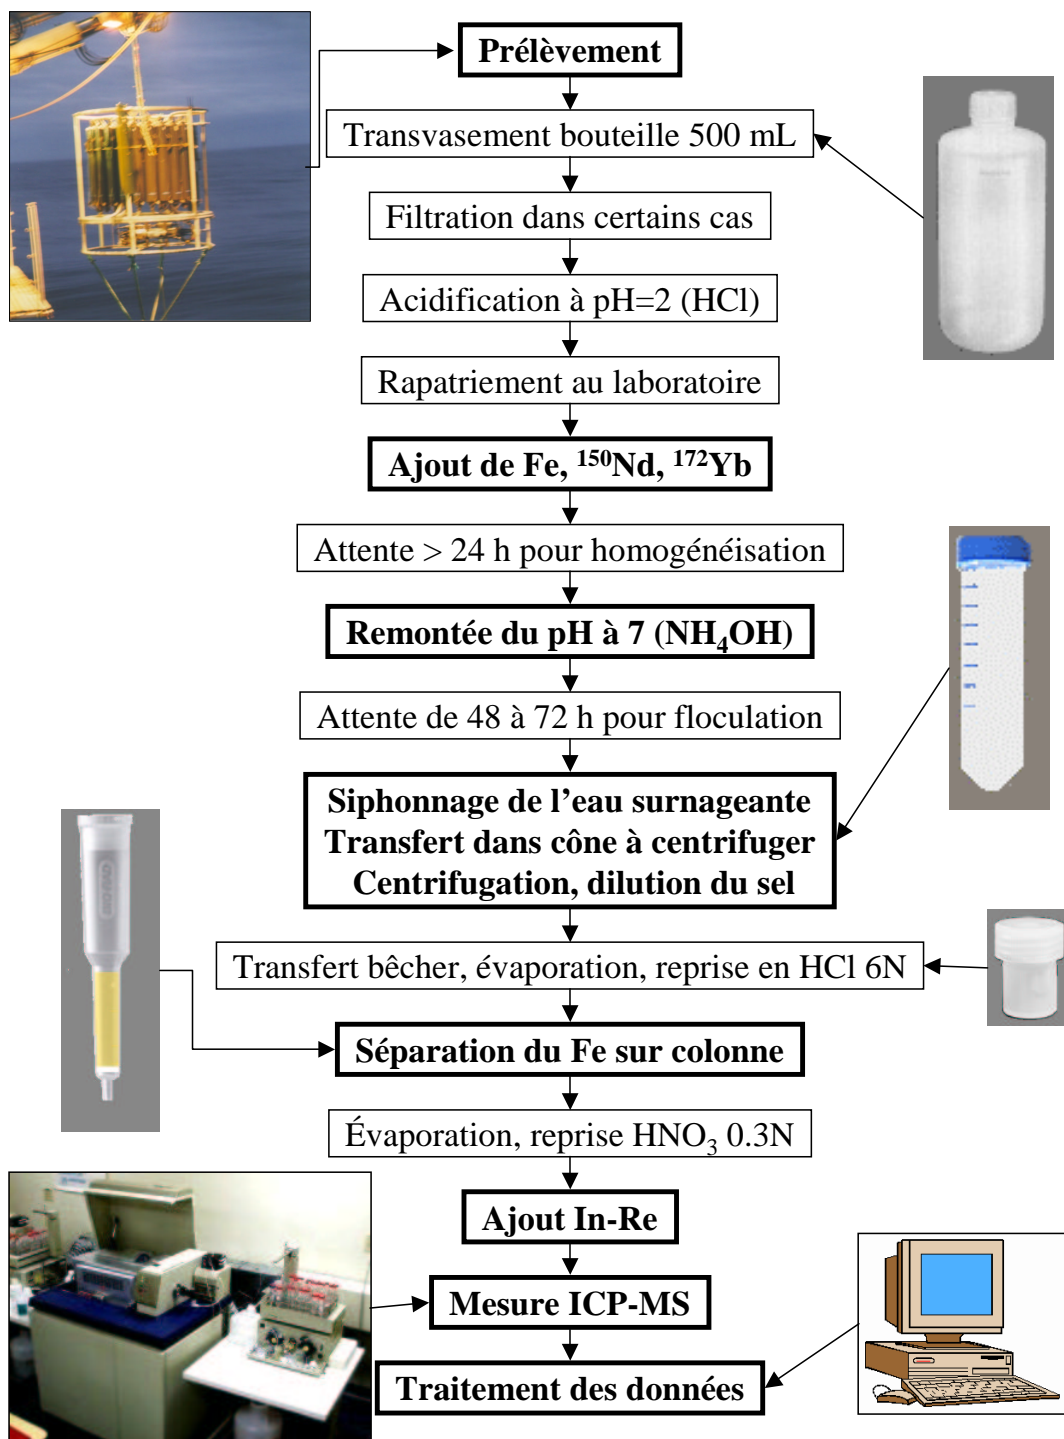 Prélèvement
Transvasement bouteille 500 mL
Filtration dans certains cas
Acidification à pH=2 (HCl)
Rapatriement au laboratoire
Ajout de Fe, ¹⁵⁰Nd, ¹⁷²Yb
Attente > 24 h pour homogénéisation
Remontée du pH à 7 (NH₄OH)
Attente de 48 à 72 h pour floculation
Siphonnage de l’eau surnageante
Transfert dans cône à centrifuger
Centrifugation, dilution du sel
Transfert bêcher, évaporation, reprise en HCl 6N
Séparation du Fe sur colonne
Évaporation, reprise HNO₃ 0.3N
Ajout In-Re
Mesure ICP-MS
Traitement des données